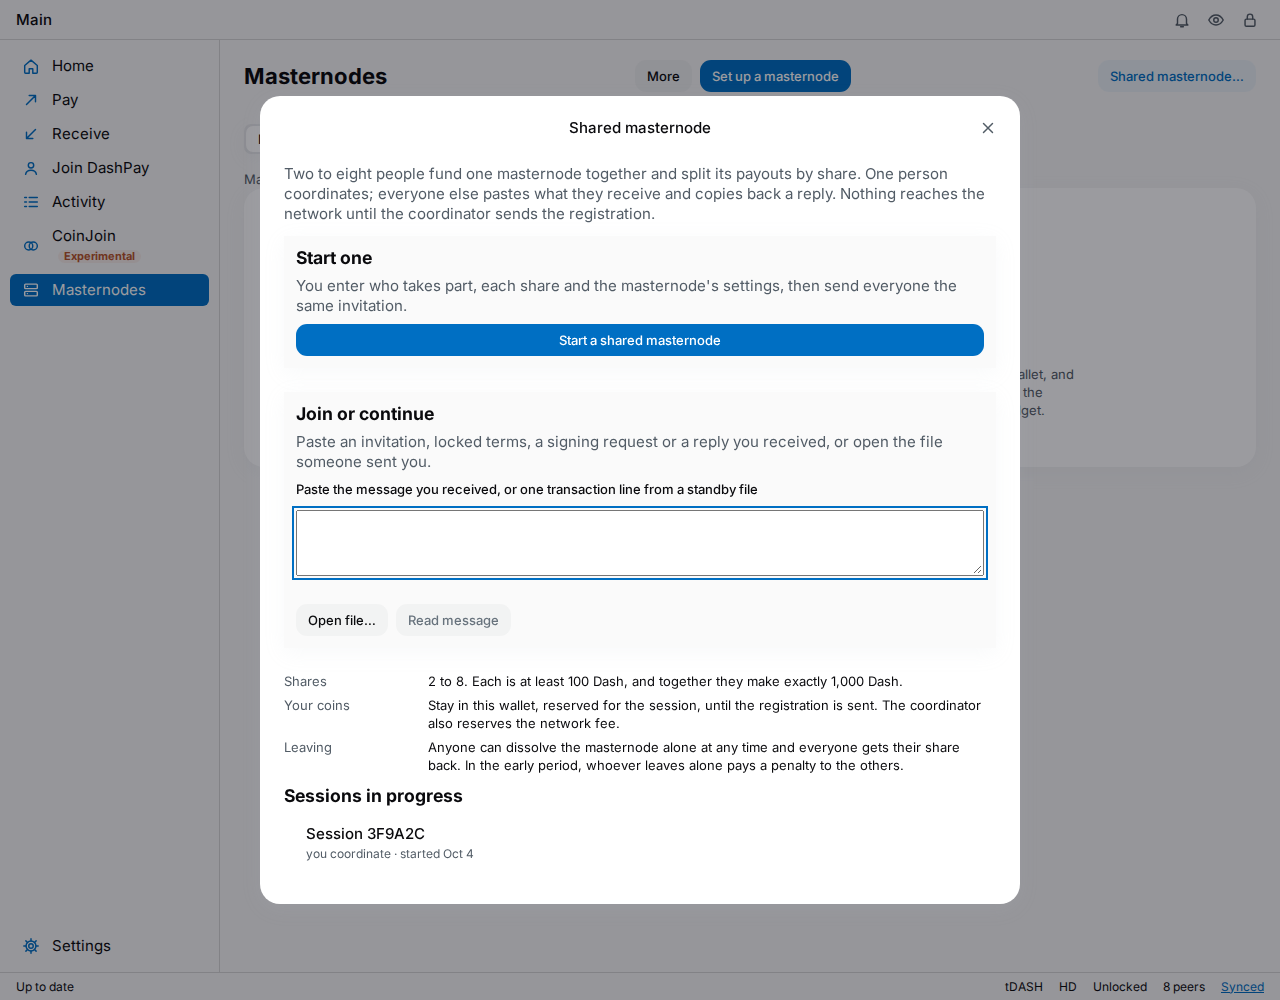 Main
Home
Pay
Receive
Join DashPay
Activity
CoinJoin
Experimental
Masternodes
Settings
Masternodes
More
Set up a masternode
Shared masternode...
Shared masternode
Two to eight people fund one masternode together and split its payouts by share. One person
coordinates; everyone else pastes what they receive and copies back a reply. Nothing reaches the
network until the coordinator sends the registration.
Start one
You enter who takes part, each share and the masternode's settings, then send everyone the
same invitation.
Start a shared masternode
Join or continue
Paste an invitation, locked terms, a signing request or a reply you received, or open the file
someone sent you.
Paste the message you received, or one transaction line from a standby file
Open file...
Read message
Shares
2 to 8. Each is at least 100 Dash, and together they make exactly 1,000 Dash.
Your coins
Stay in this wallet, reserved for the session, until the registration is sent. The coordinator
also reserves the network fee.
Leaving
Anyone can dissolve the masternode alone at any time and everyone gets their share
back. In the early period, whoever leaves alone pays a penalty to the others.
Sessions in progress
Session 3F9A2C
you coordinate · started Oct 4
and
the
Up to date
tDASH
HD
Unlocked
8 peers
Synced